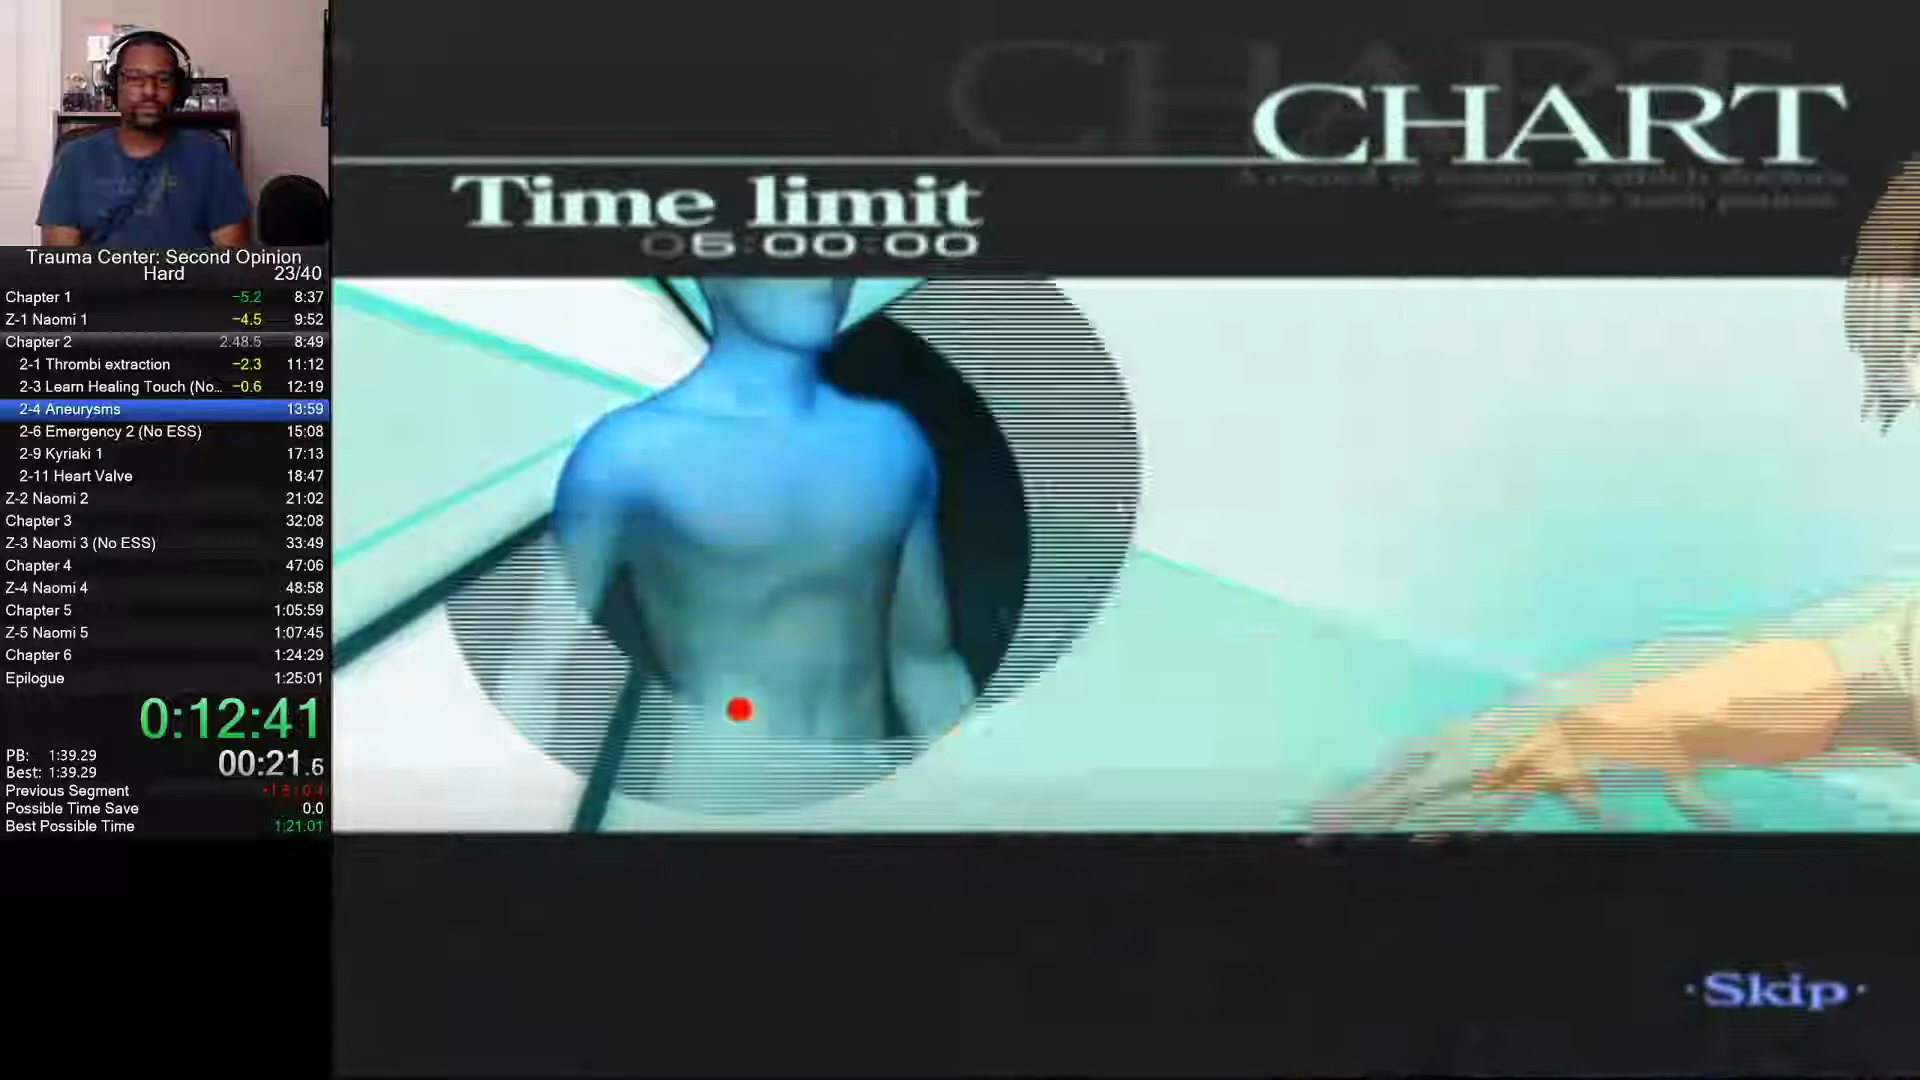 CHART
Time limit
05:00:00
Trauma Center: Second Opinion
Hard 23/40
Chapter 1 −5.2 8:37
Z-1 Naomi 1 −4.5 9:52
Chapter 2 2.48.5 8:49
2-1 Thrombi extraction −2.3 11:12
2-3 Learn Healing Touch (No... −0.6 12:19
2-4 Aneurysms 13:59
2-6 Emergency 2 (No ESS) 15:08
2-9 Kyriaki 1 17:13
2-11 Heart Valve 18:47
Z-2 Naomi 2 21:02
Chapter 3 32:08
Z-3 Naomi 3 (No ESS) 33:49
Chapter 4 47:06
Z-4 Naomi 4 48:58
Chapter 5 1:05:59
Z-5 Naomi 5 1:07:45
Chapter 6 1:24:29
Epilogue 1:25:01
0:12:41
PB: 1:39.29
Best: 1:39.29
00:21.6
Previous Segment
Possible Time Save 0.0
Best Possible Time 1:21:01
·Skip·